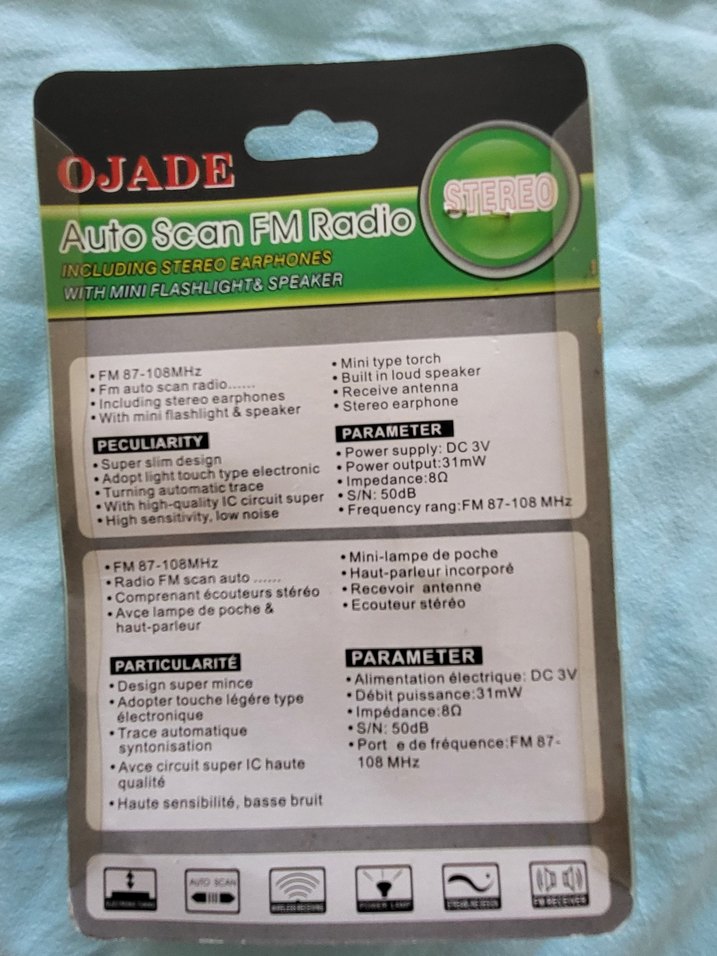 OJADE
STEREO
Auto Scan FM Radio
INCLUDING STEREO EARPHONES
WITH MINI FLASHLIGHT& SPEAKER
• FM 87-108MHz
• Fm auto scan radio......
• Including stereo earphones
• With mini flashlight & speaker
• Mini type torch
• Built in loud speaker
• Receive antenna
• Stereo earphone
PECULIARITY
• Super slim design
• Adopt light touch type electronic
• Turning automatic trace
• With high-quality IC circuit super
• High sensitivity, low noise
PARAMETER
• Power supply: DC 3V
• Power output:31mW
• Impedance:8Ω
• S/N: 50dB
• Frequency rang:FM 87-108 MHz
• FM 87-108MHz
• Radio FM scan auto ......
• Comprenant écouteurs stéréo
• Avce lampe de poche &
haut-parleur
• Mini-lampe de poche
• Haut-parleur incorporé
• Recevoir antenne
• Ecouteur stéréo
PARTICULARITÉ
• Design super mince
• Adopter touche légére type
électronique
• Trace automatique
syntonisation
• Avce circuit super IC haute
qualité
• Haute sensibilité, basse bruit
PARAMETER
• Alimentation électrique: DC 3V
• Débit puissance:31mW
• Impédance:8Ω
• S/N: 50dB
• Port e de fréquence:FM 87-
108 MHz
AUTO SCAN
POWER LAMP
FM RECEIVER